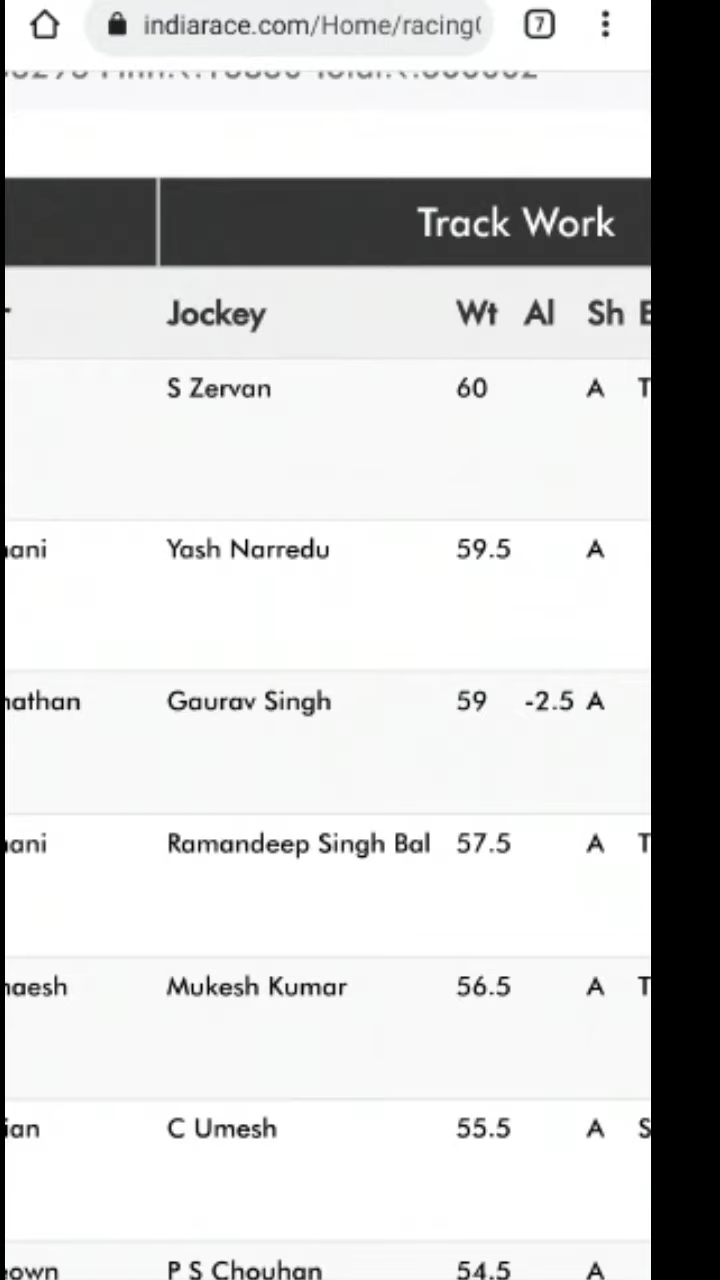 indiarace.com/Home/racing 7
Track Work
Jockey Wt Al Sh
S Zervan 60 A T
ani Yash Narredu 59.5 A
nathan Gaurav Singh 59 -2.5 A
ani Ramandeep Singh Bal 57.5 A T
aesh Mukesh Kumar 56.5 A T
ian C Umesh 55.5 A S
own P S Chouhan 54.5 A